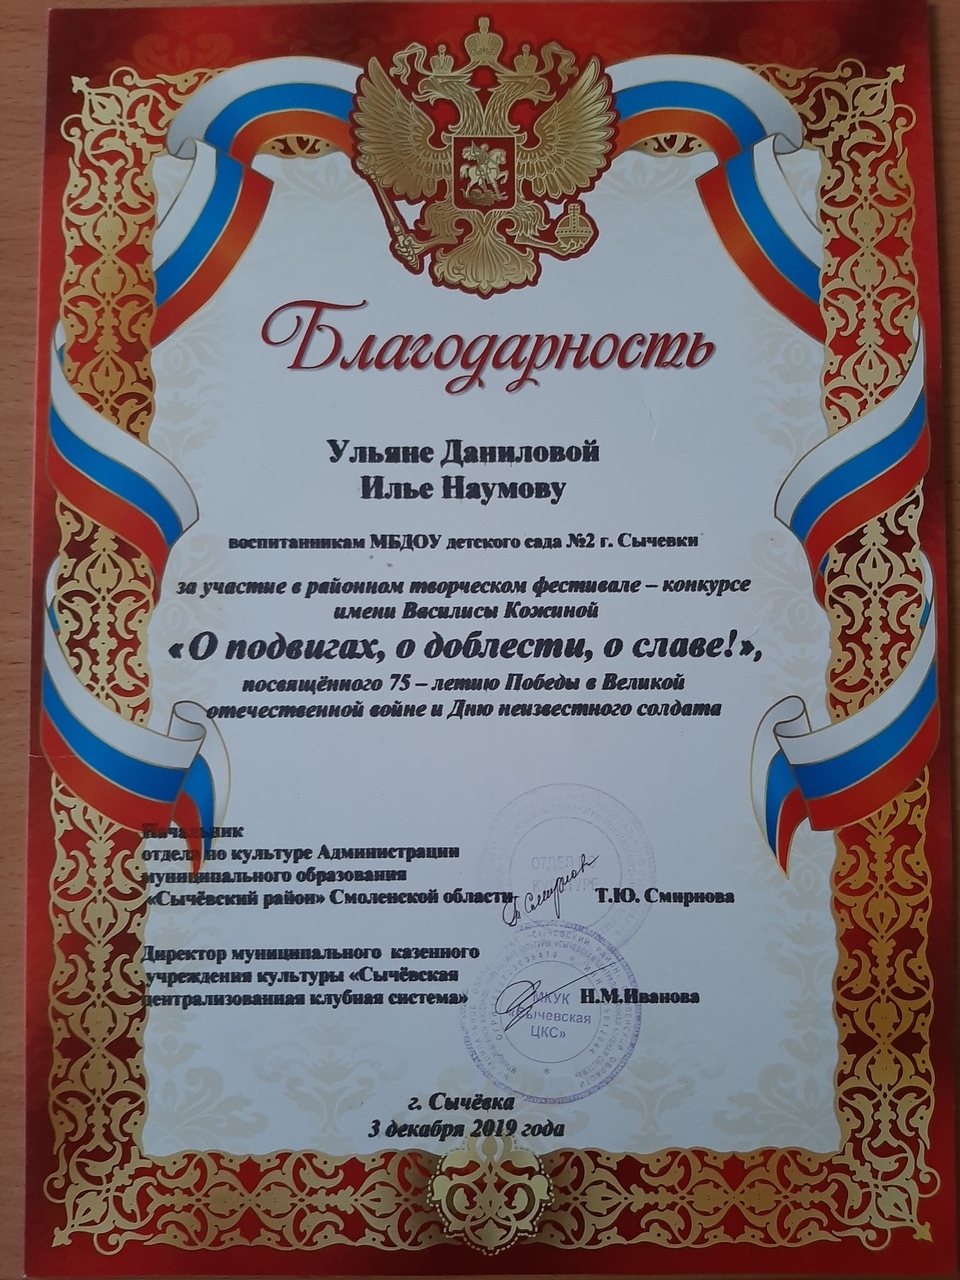 Благодарность
Ульяне Даниловой
Илье Наумову
воспитанникам МБДОУ детского сада №2 г. Сычевки
за участие в районном творческом фестивале – конкурсе
имени Василисы Кожиной
«О подвигах, о доблести, о славе!»,
посвящённого 75 – летию Победы в Великой
отечественной войне и Дню неизвестного солдата
Начальник
отдела по культуре Администрации
муниципального образования
«Сычёвский район» Смоленской области
Т.Ю. Смирнова
ОТДЕЛ
Директор муниципального казенного
учреждения культуры «Сычёвская
централизованная клубная система»
Н.М.Иванова
МКУК
«Сычевская
ЦКС»
г. Сычёвка
3 декабря 2019 года